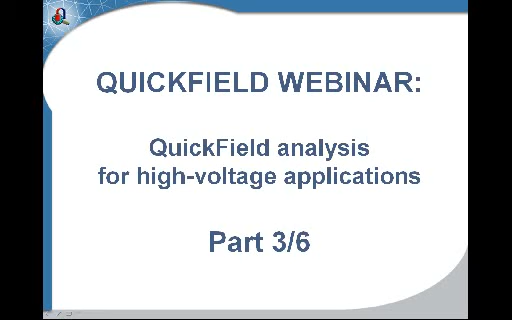 QUICKFIELD WEBINAR:
QuickField analysis
for high-voltage applications
Part 3/6